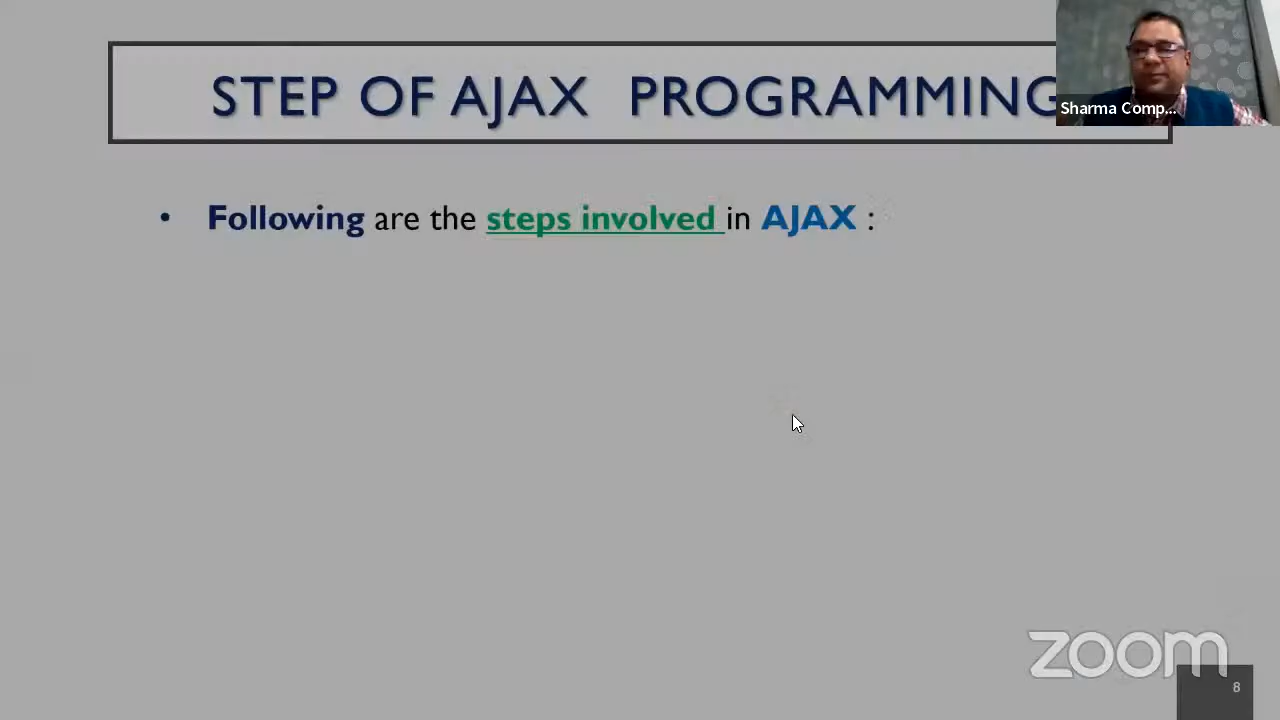 STEP OF AJAX PROGRAMMING
Sharma Comp...
• Following are the steps involved in AJAX :
zoom
8